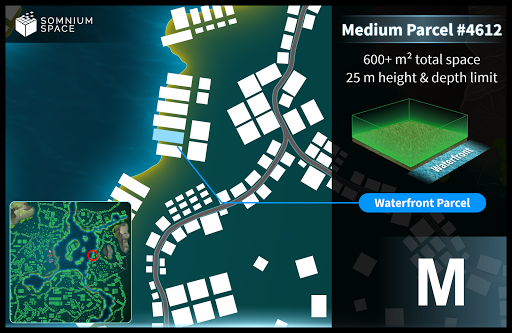 SOMNIUM
SPACE
Medium Parcel #4612
600+ m² total space
25 m height & depth limit
Waterfront
Waterfront Parcel
M